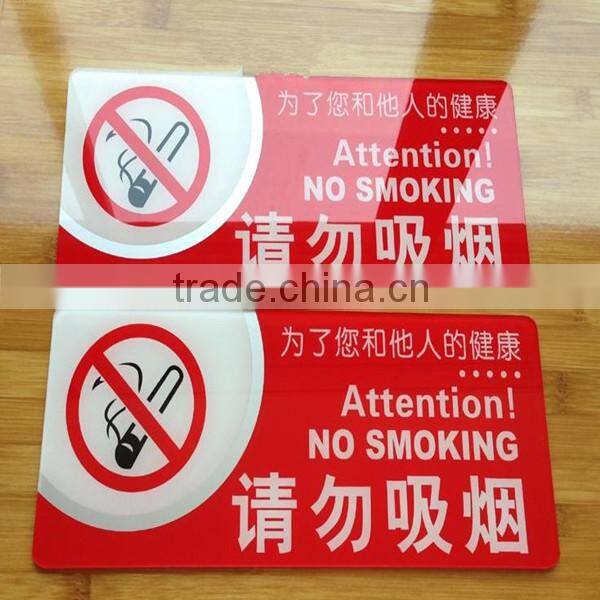 为了您和他人的健康
Attention!
NO SMOKING
请勿吸烟
trade.china.cn
为了您和他人的健康
Attention!
NO SMOKING
请勿吸烟